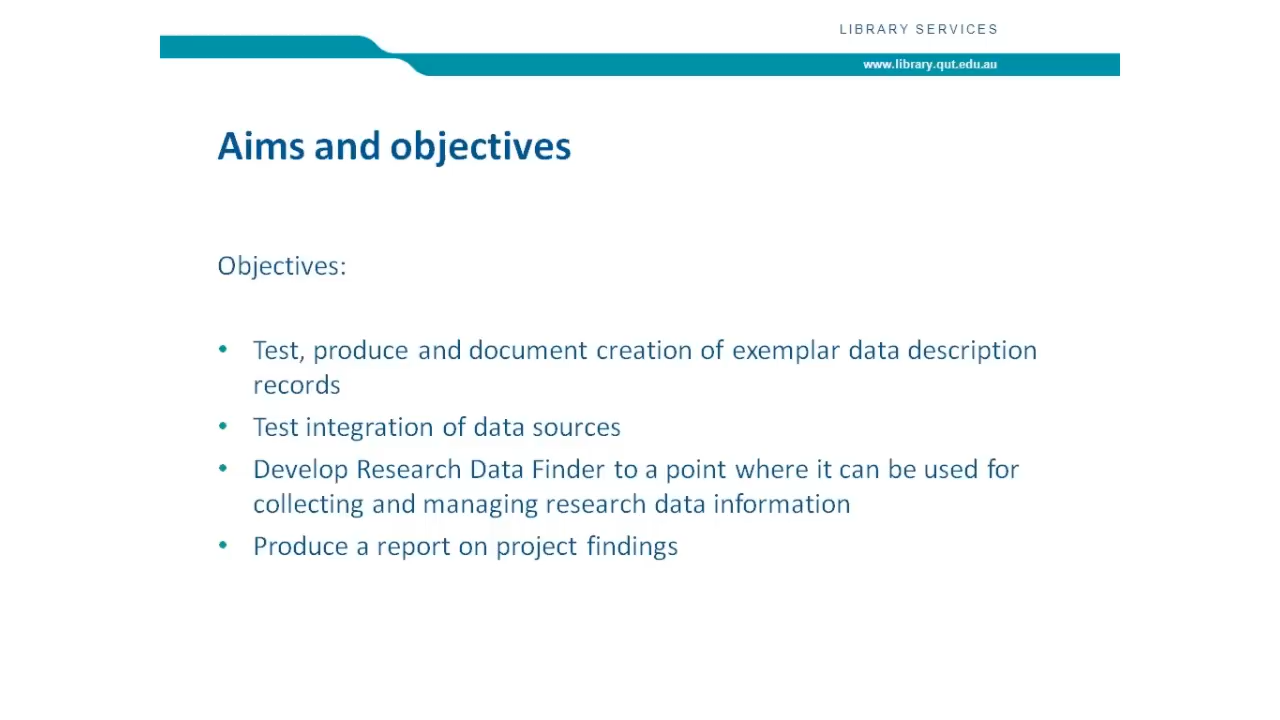 LIBRARY SERVICES
www.library.qut.edu.au
Aims and objectives
Objectives:
• Test, produce and document creation of exemplar data description
records
• Test integration of data sources
• Develop Research Data Finder to a point where it can be used for
collecting and managing research data information
• Produce a report on project findings